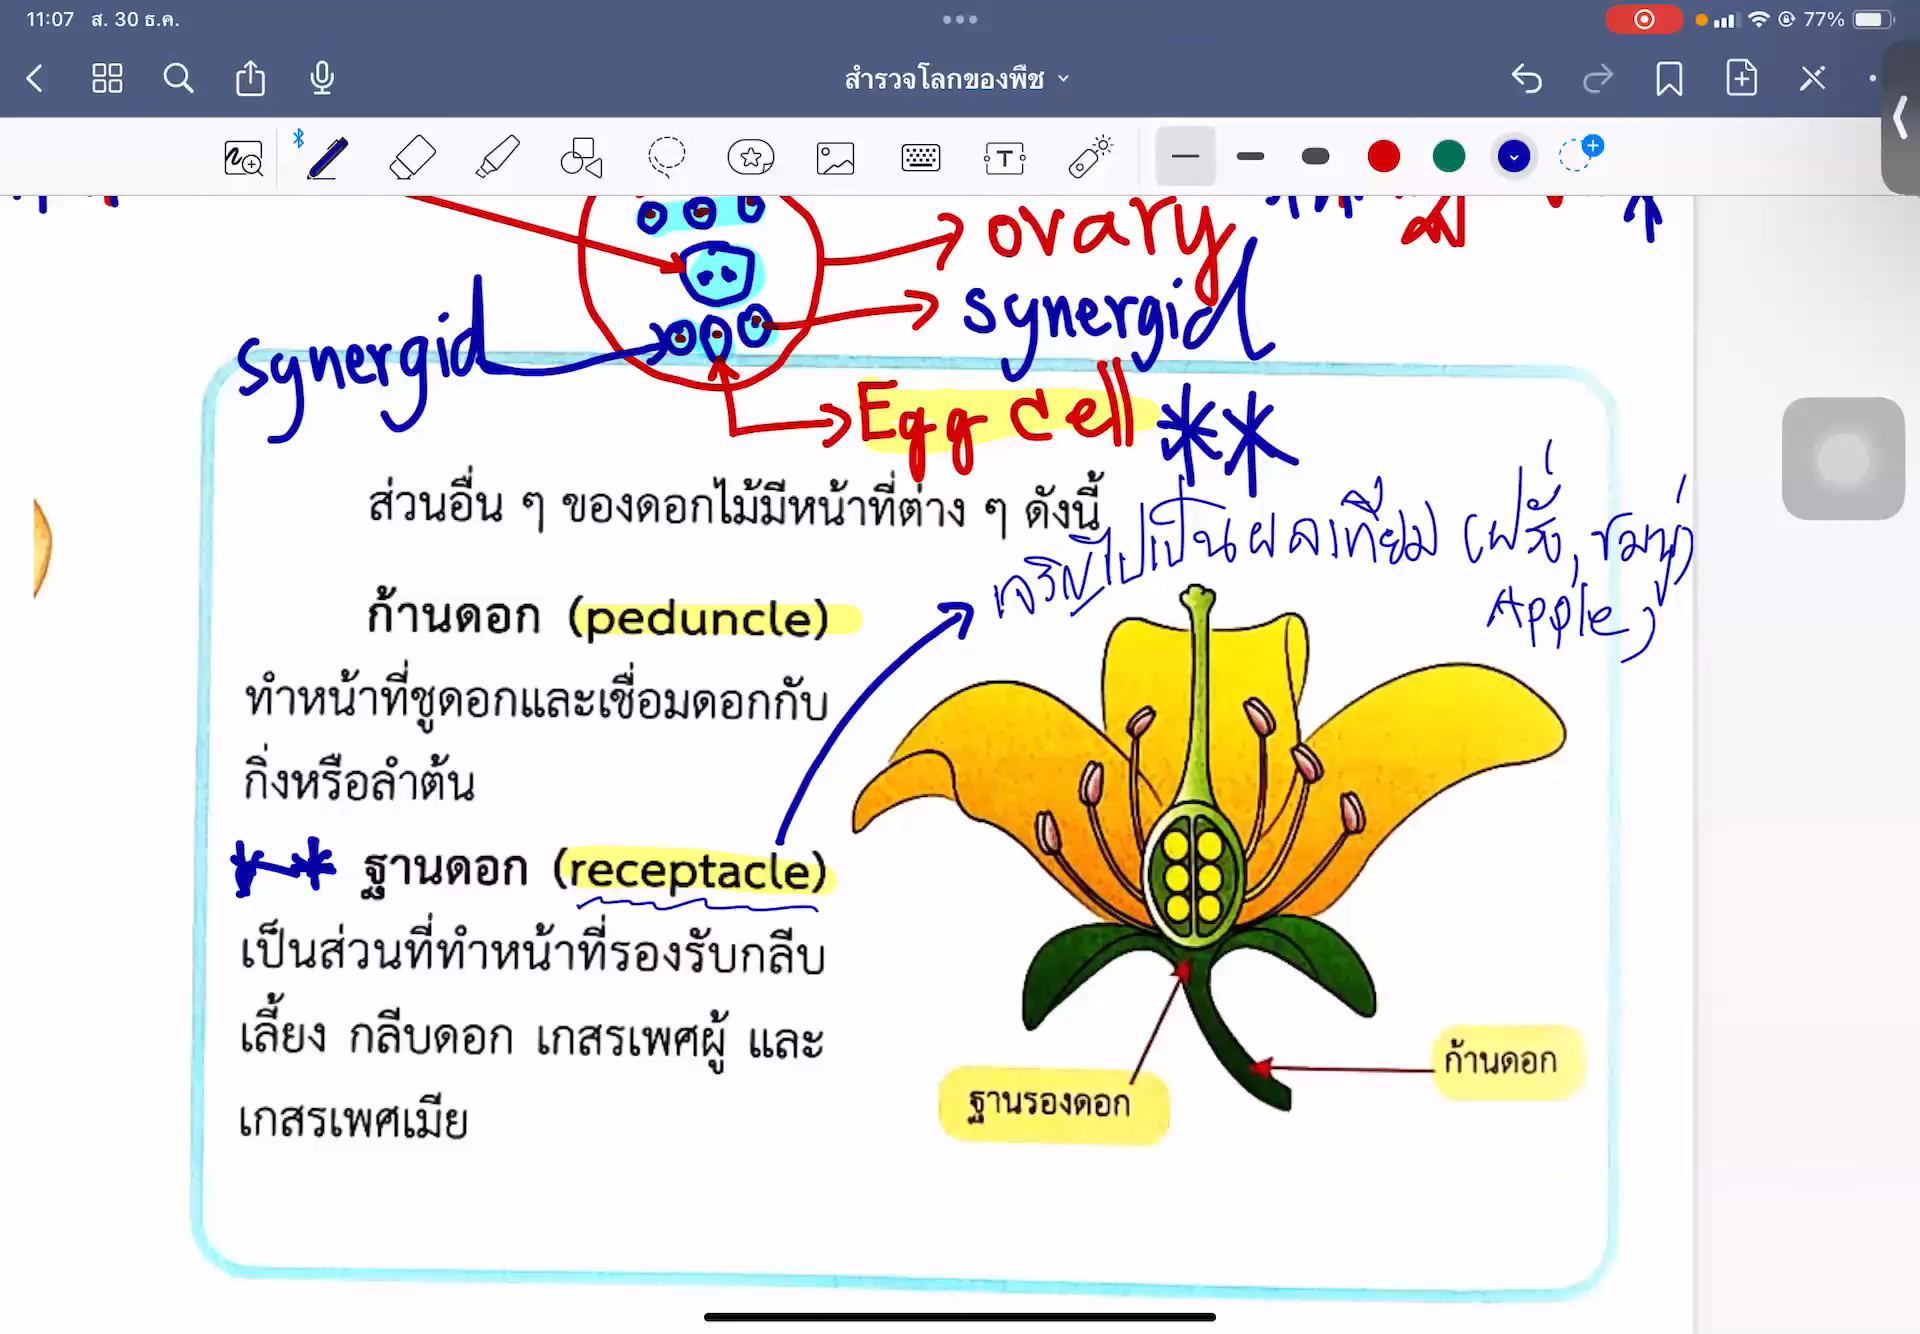 11:07 ส. 30 ธ.ค.
77%
สำรวจโลกของพืช
ovary
synergid
synergid
Egg cell
ส่วนอื่น ๆ ของดอกไม้มีหน้าที่ต่าง ๆ ดังนี้
เจริญไปเป็นผลเทียม (ฝรั่ง, ชมพู่
Apple)
ก้านดอก (peduncle)
ทำหน้าที่ชูดอกและเชื่อมดอกกับ
กิ่งหรือลำต้น
ฐานดอก (receptacle)
เป็นส่วนที่ทำหน้าที่รองรับกลีบ
เลี้ยง กลีบดอก เกสรเพศผู้ และ
เกสรเพศเมีย
ฐานรองดอก
ก้านดอก